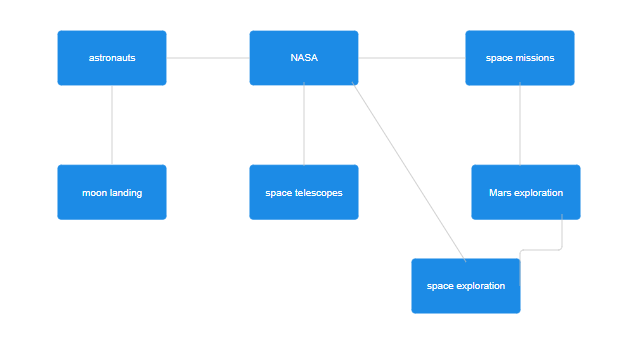 astronauts
NASA
space missions
moon landing
space telescopes
Mars exploration
space exploration